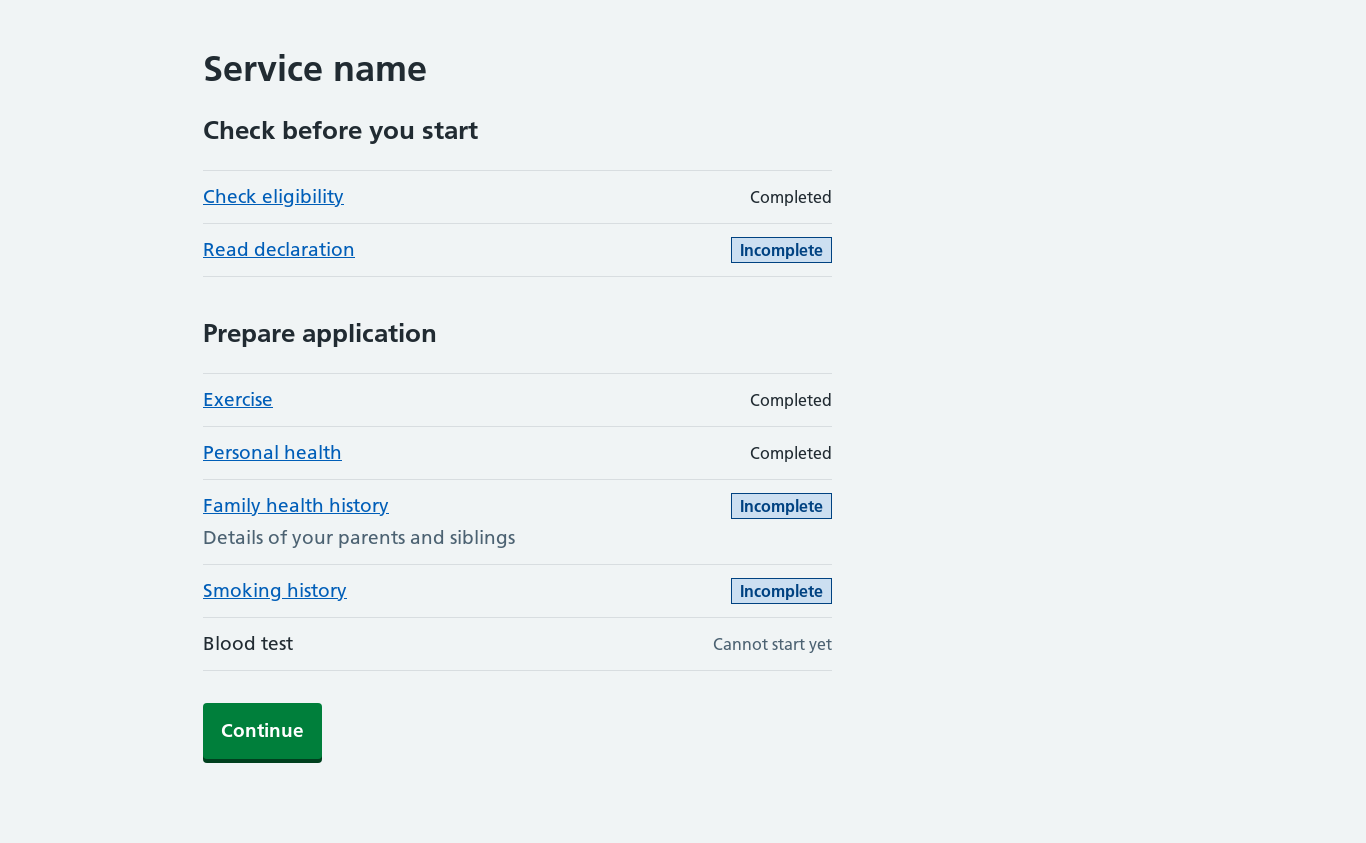 Service name
Check before you start
Check eligibility Completed
Read declaration Incomplete
Prepare application
Exercise Completed
Personal health Completed
Family health history Incomplete
Details of your parents and siblings
Smoking history Incomplete
Blood test Cannot start yet
Continue